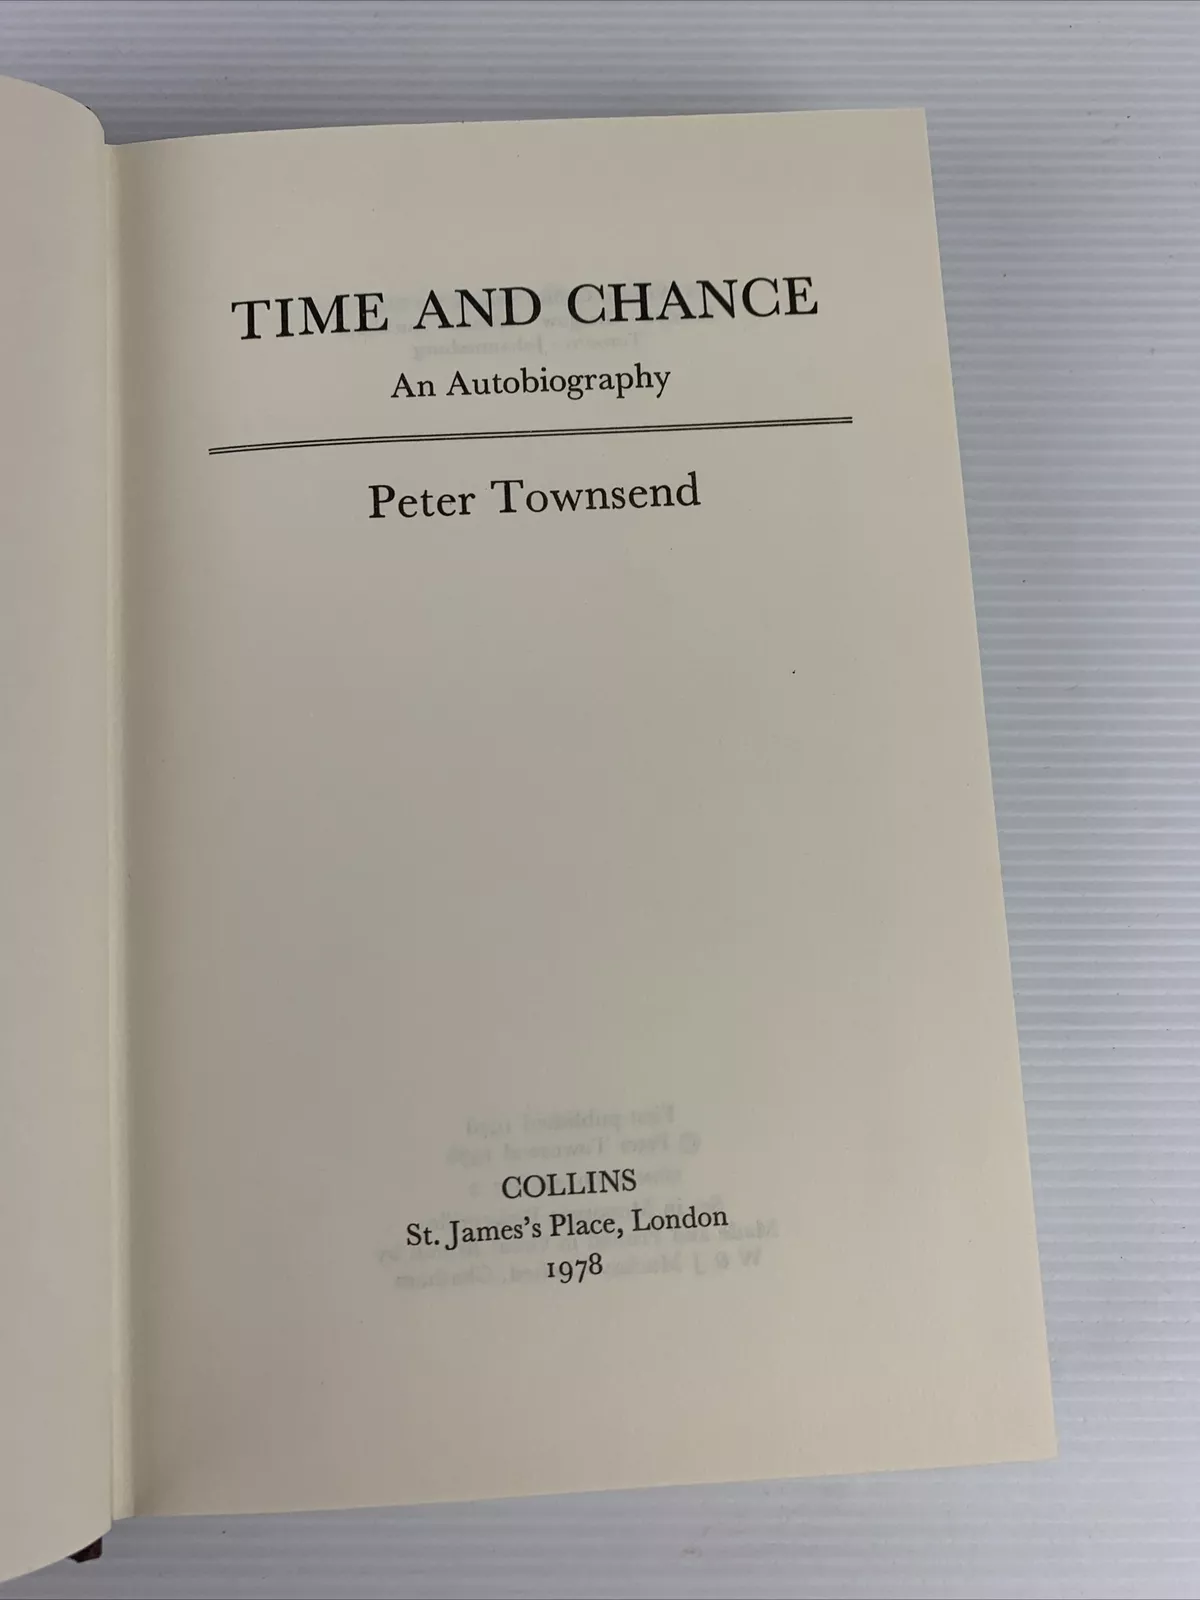 TIME AND CHANCE
An Autobiography
Peter Townsend
COLLINS
St. James's Place, London
1978